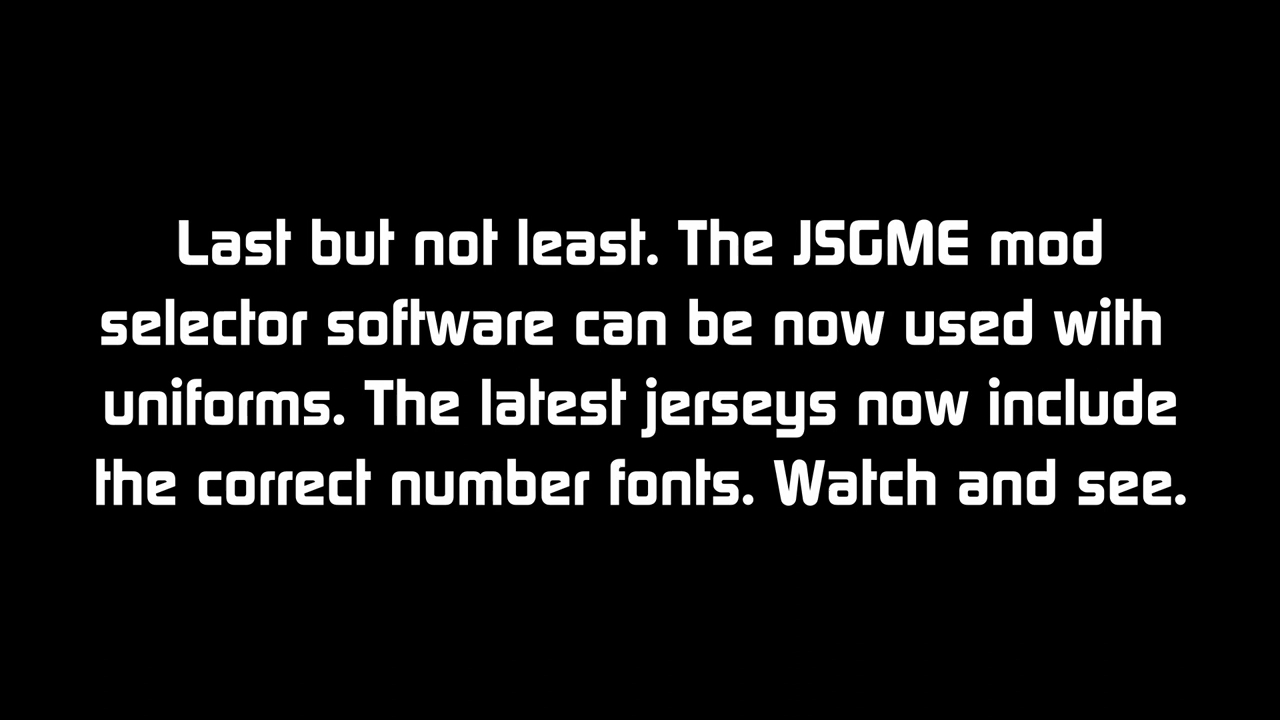 Last but not least. The JSGME mod
selector software can be now used with
uniforms. The latest jerseys now include
the correct number fonts. Watch and see.